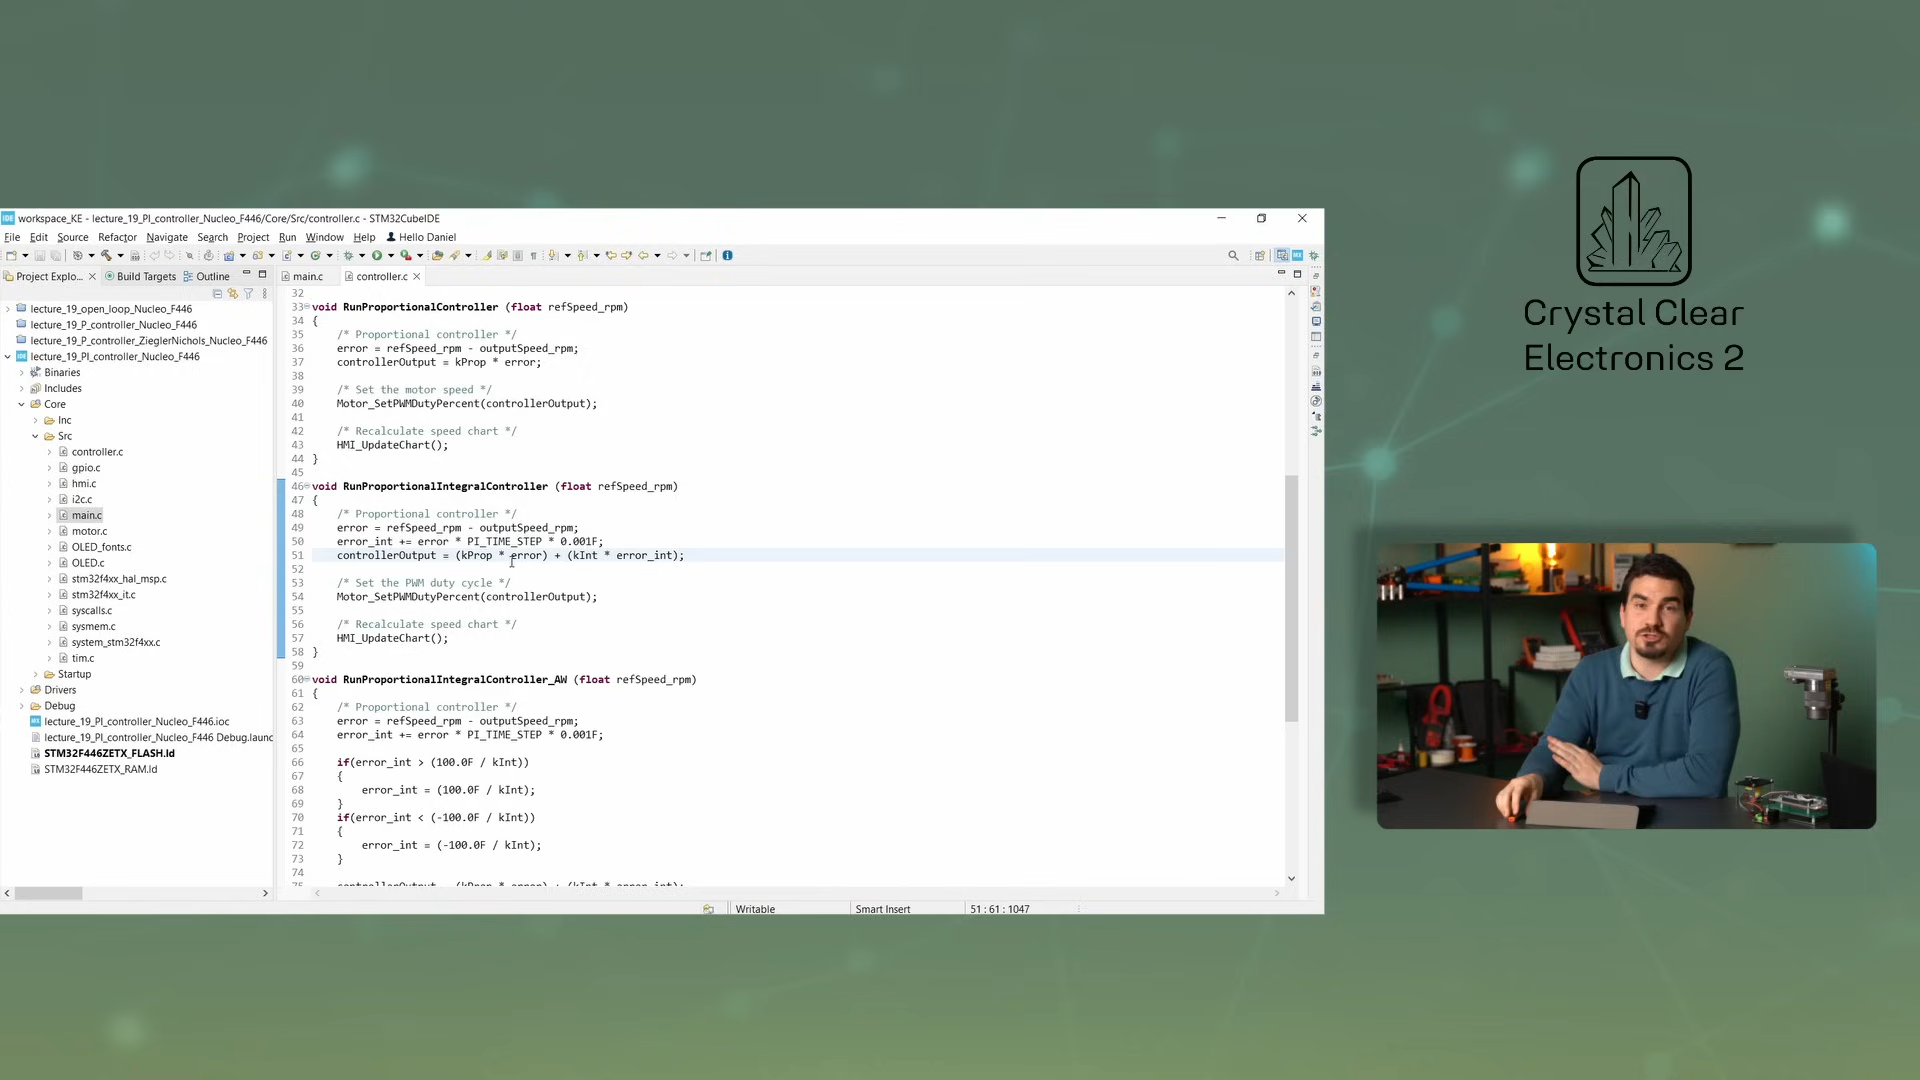 Crystal Clear
Electronics 2
IDE workspace_KE - lecture_19_PI_controller_Nucleo_F446/Core/Src/controller.c - STM32CubeIDE
File Edit Source Refactor Navigate Search Project Run Window Help Hello Daniel
Project Explo... Build Targets Outline
main.c controller.c
lecture_19_open_loop_Nucleo_F446
lecture_19_P_controller_Nucleo_F446
lecture_19_P_controller_ZieglerNichols_Nucleo_F446
lecture_19_PI_controller_Nucleo_F446
Binaries
Includes
Core
Inc
Src
controller.c
gpio.c
hmi.c
i2c.c
main.c
motor.c
OLED_fonts.c
OLED.c
stm32f4xx_hal_msp.c
stm32f4xx_it.c
syscalls.c
sysmem.c
system_stm32f4xx.c
tim.c
Startup
Drivers
Debug
lecture_19_PI_controller_Nucleo_F446.ioc
lecture_19_PI_controller_Nucleo_F446 Debug.launc
STM32F446ZETX_FLASH.ld
STM32F446ZETX_RAM.ld
32
33 void RunProportionalController (float refSpeed_rpm)
34 {
35 /* Proportional controller */
36 error = refSpeed_rpm - outputSpeed_rpm;
37 controllerOutput = kProp * error;
38
39 /* Set the motor speed */
40 Motor_SetPWMDutyPercent(controllerOutput);
41
42 /* Recalculate speed chart */
43 HMI_UpdateChart();
44 }
45
46 void RunProportionalIntegralController (float refSpeed_rpm)
47 {
48 /* Proportional controller */
49 error = refSpeed_rpm - outputSpeed_rpm;
50 error_int += error * PI_TIME_STEP * 0.001F;
51 controllerOutput = (kProp * error) + (kInt * error_int);
52
53 /* Set the PWM duty cycle */
54 Motor_SetPWMDutyPercent(controllerOutput);
55
56 /* Recalculate speed chart */
57 HMI_UpdateChart();
58 }
59
60 void RunProportionalIntegralController_AW (float refSpeed_rpm)
61 {
62 /* Proportional controller */
63 error = refSpeed_rpm - outputSpeed_rpm;
64 error_int += error * PI_TIME_STEP * 0.001F;
65
66 if(error_int > (100.0F / kInt))
67 {
68 error_int = (100.0F / kInt);
69 }
70 if(error_int < (-100.0F / kInt))
71 {
72 error_int = (-100.0F / kInt);
73 }
74
75 controllerOutput = (kProp * error) + (kInt * error_int);
Writable Smart Insert 51 : 61 : 1047